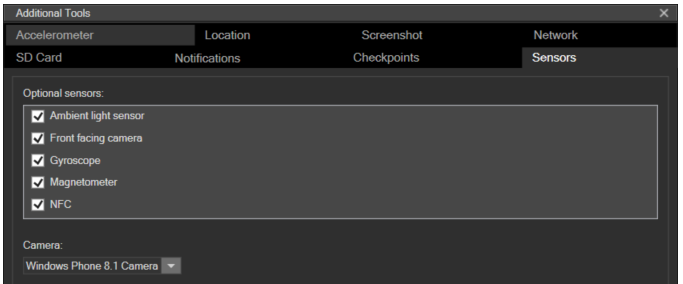 Additional Tools
Accelerometer Location Screenshot Network
SD Card Notifications Checkpoints Sensors
Optional sensors:
Ambient light sensor
Front facing camera
Gyroscope
Magnetometer
NFC
Camera:
Windows Phone 8.1 Camera